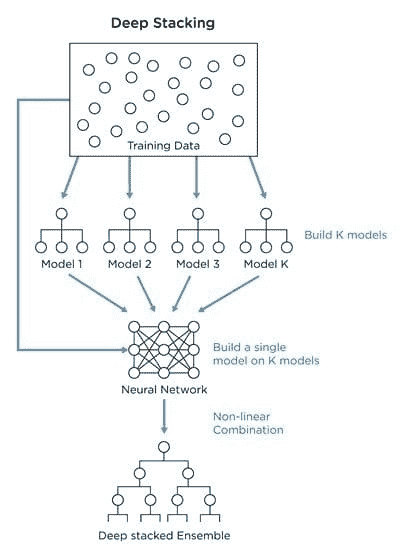 Deep Stacking
Training Data
Build K models
Model 1 Model 2 Model 3 Model K
Build a single
model on K models
Neural Network
Non-linear
Combination
Deep stacked Ensemble